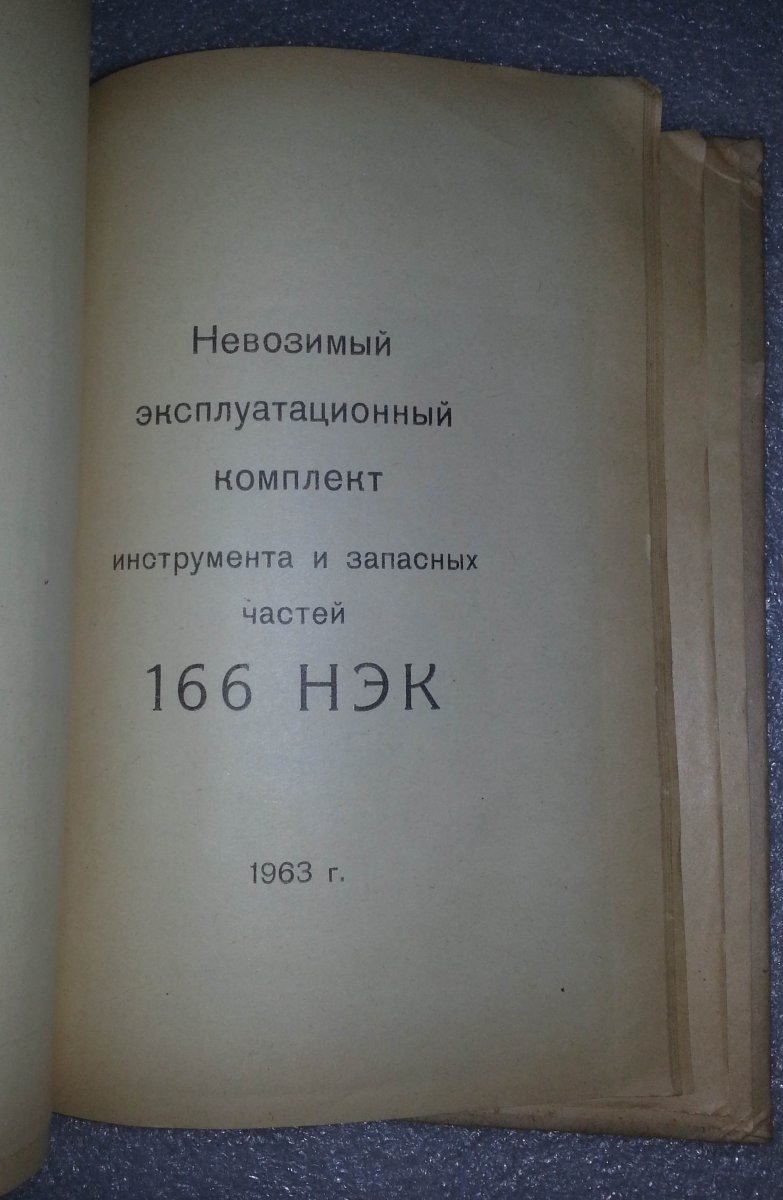 Невозимый
эксплуатационный
комплект
инструмента и запасных
частей
166 НЭК
1963 г.